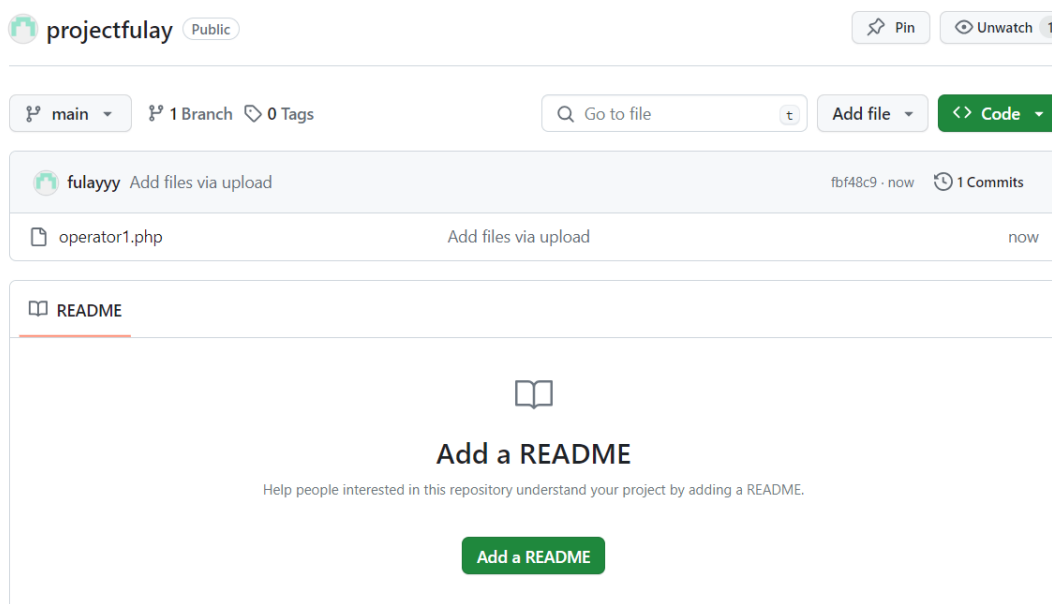 projectfulay Public Pin Unwatch 1
main 1 Branch 0 Tags Go to file t Add file <> Code
fulayyy Add files via upload fbf48c9 · now 1 Commits
operator1.php Add files via upload now
README
Add a README
Help people interested in this repository understand your project by adding a README.
Add a README